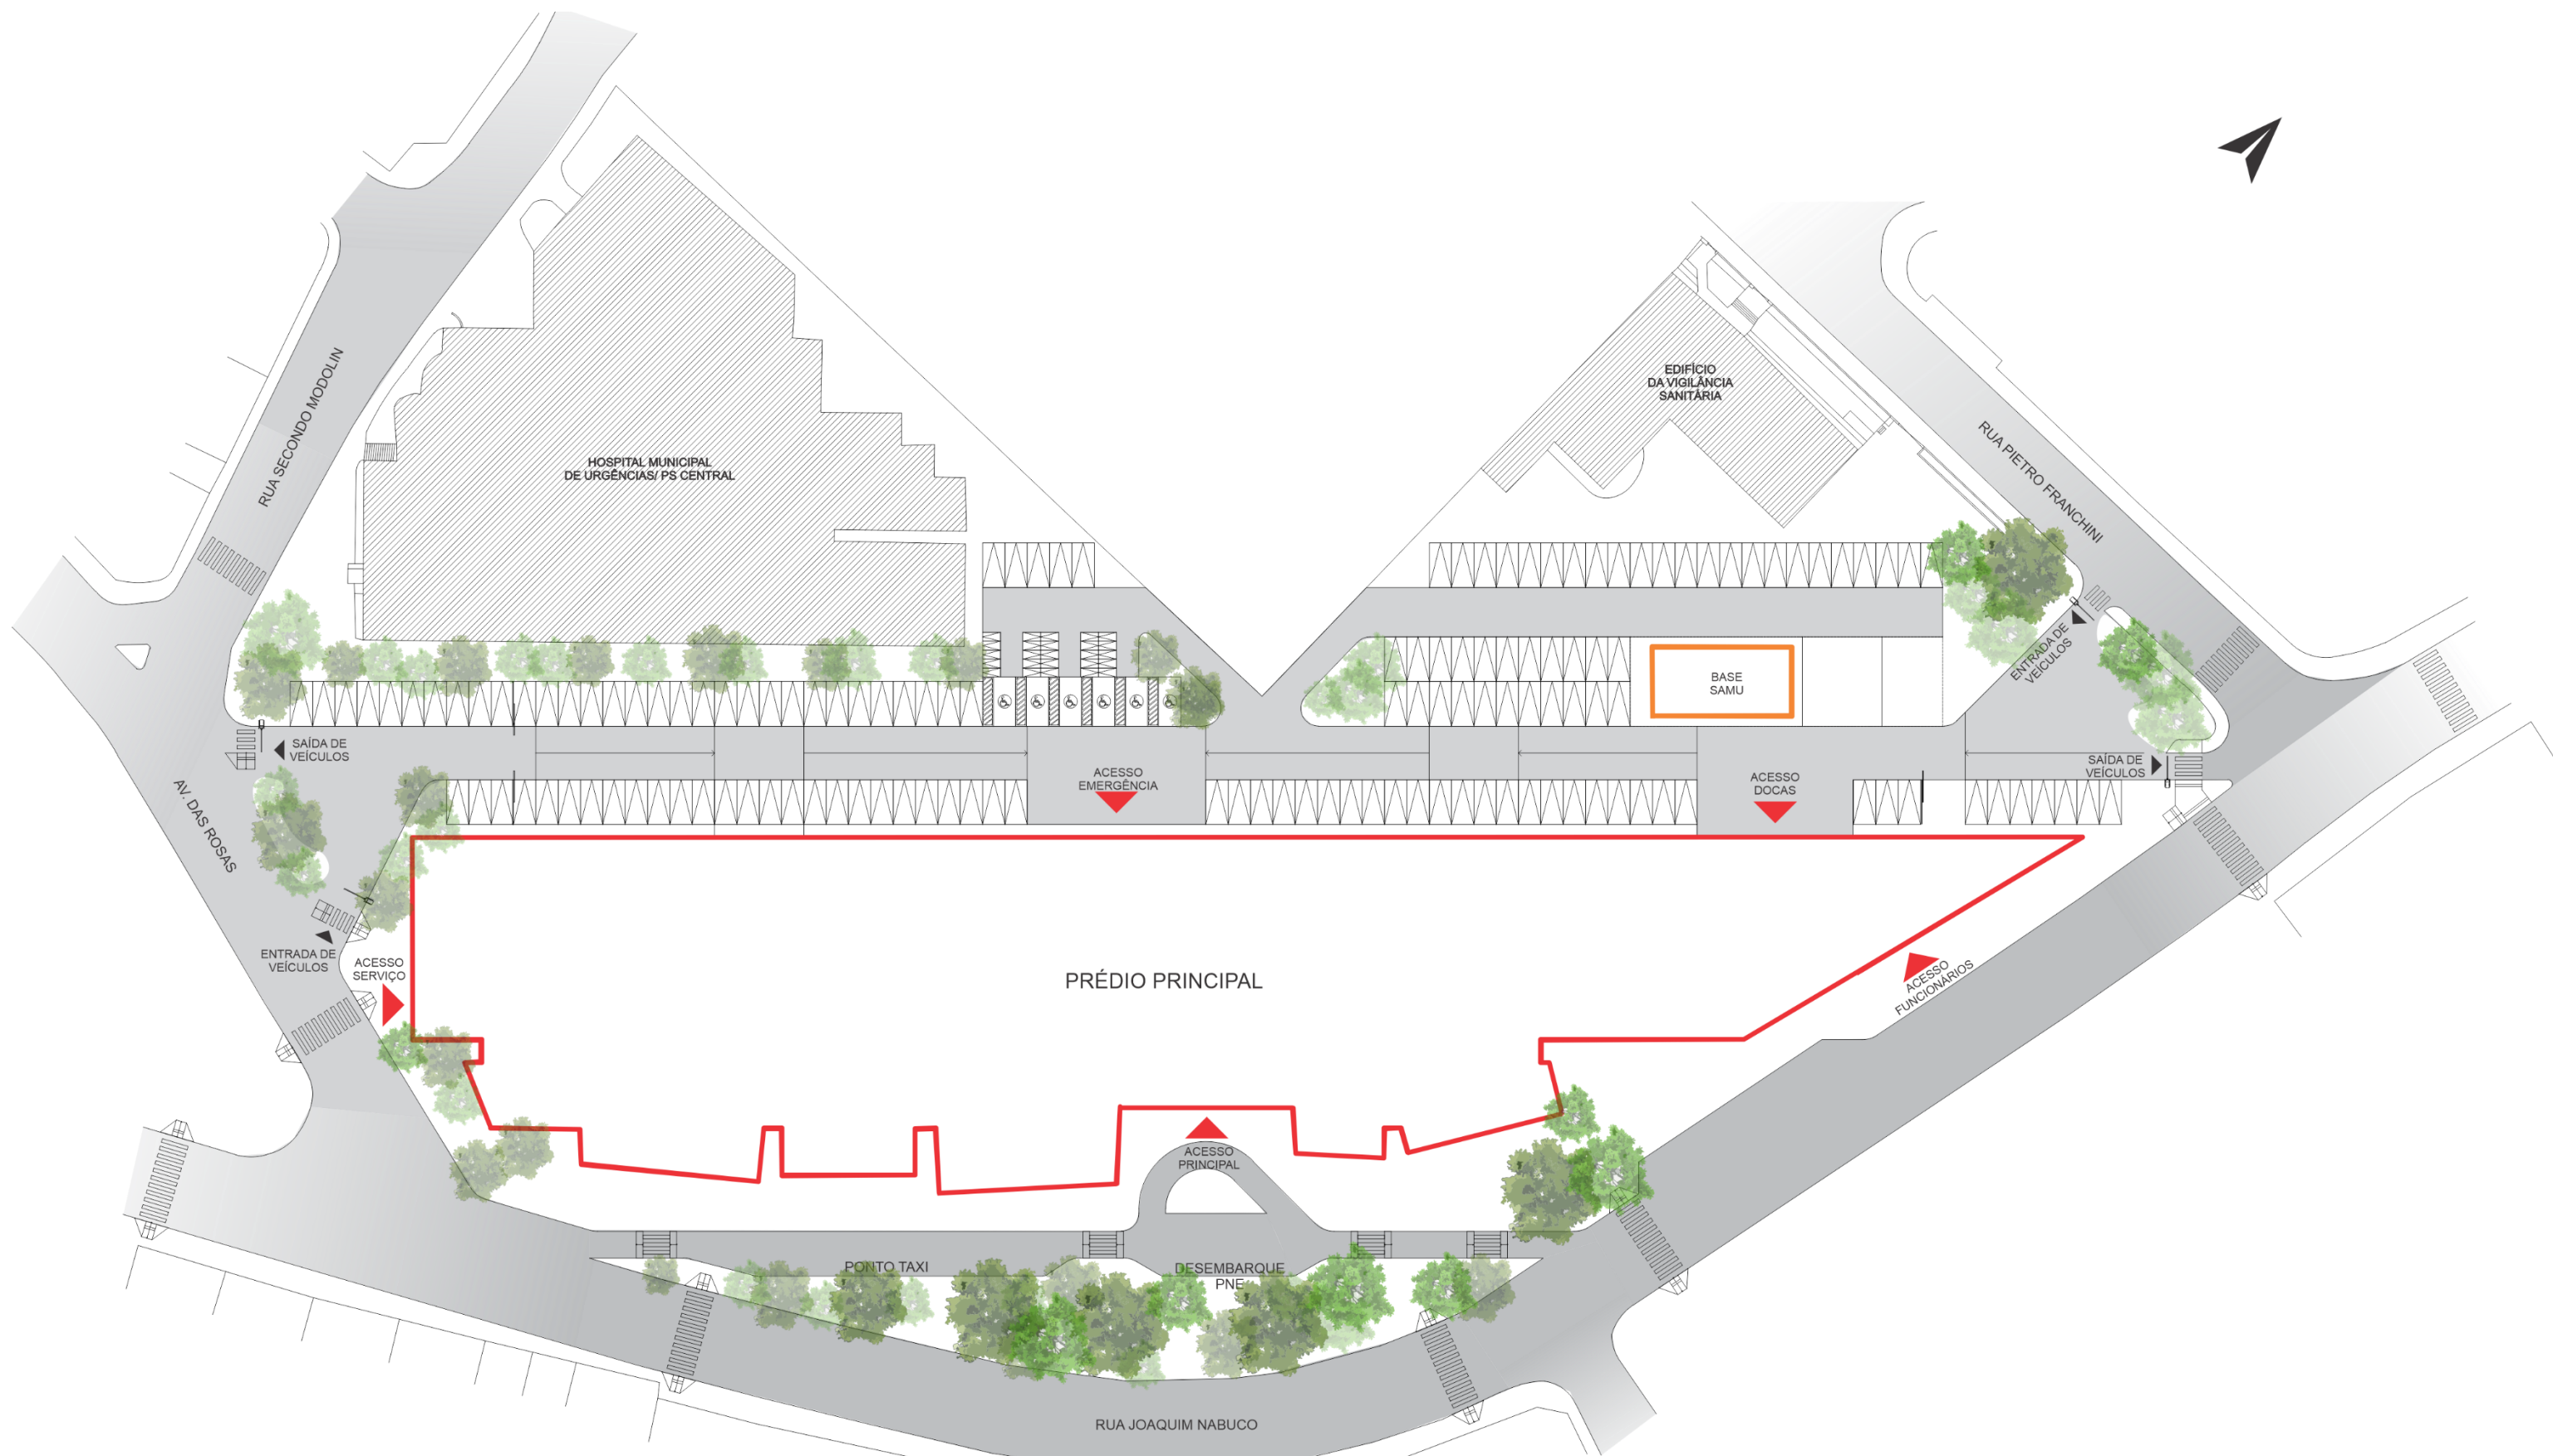 RUA SECONDO MODOLIN
HOSPITAL MUNICIPAL
DE URGÊNCIAS/ PS CENTRAL
EDIFÍCIO
DA VIGILÂNCIA
SANITÁRIA
RUA PIETRO FRANCHINI
ENTRADA DE
VEÍCULOS
BASE
SAMU
SAÍDA DE
VEÍCULOS
ACESSO
EMERGÊNCIA
ACESSO
DOCAS
SAÍDA DE
VEÍCULOS
AV. DAS ROSAS
ENTRADA DE
VEÍCULOS
ACESSO
SERVIÇO
PRÉDIO PRINCIPAL
ACESSO
FUNCIONÁRIOS
ACESSO
PRINCIPAL
PONTO TAXI
DESEMBARQUE
PNE
RUA JOAQUIM NABUCO